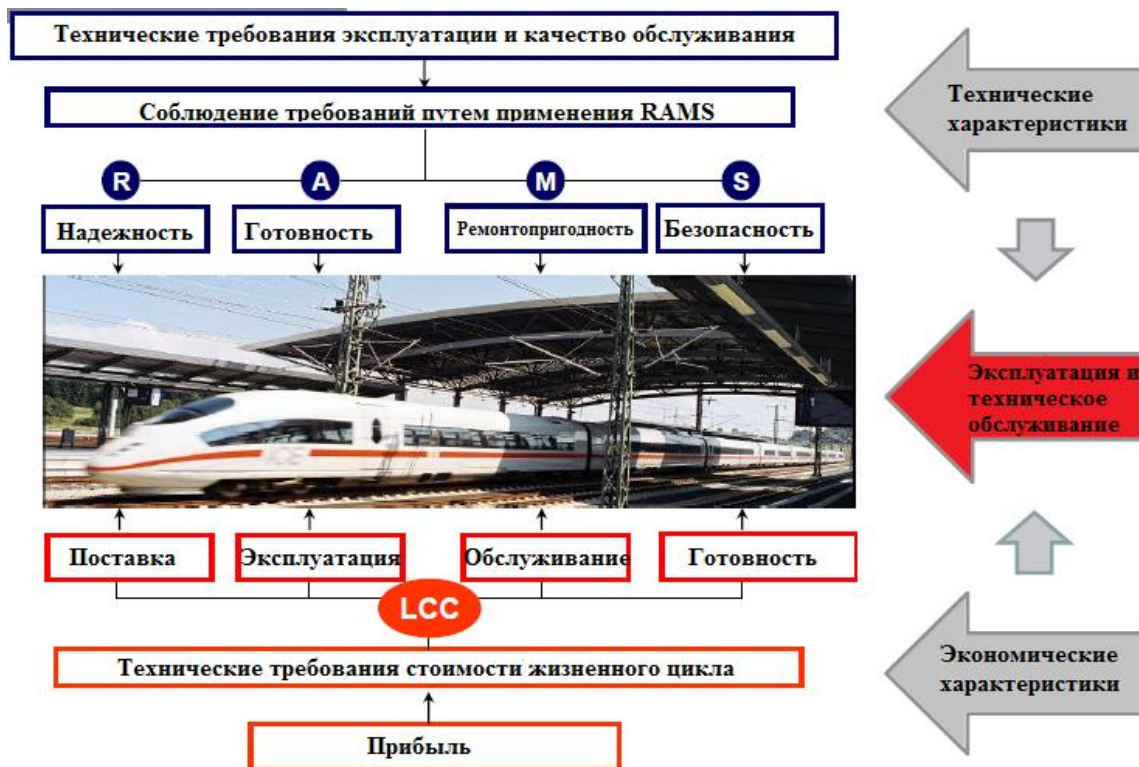 Технические требования эксплуатации и качество обслуживания
Соблюдение требований путем применения RAMS
R
A
M
S
Надежность
Готовность
Ремонтопригодность
Безопасность
Технические
характеристики
ICE
Эксплуатация и
техническое
обслуживание
Поставка
Эксплуатация
Обслуживание
Готовность
LCC
Технические требования стоимости жизненного цикла
Прибыль
Экономические
характеристики